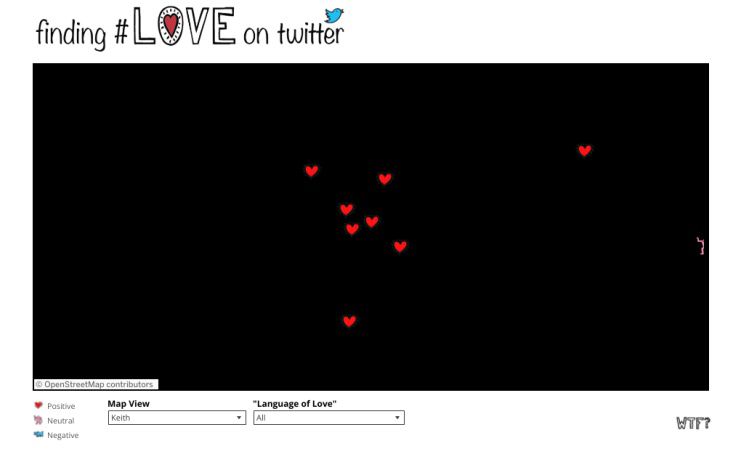 finding #LOVE on twitter
© OpenStreetMap contributors
Positive
Neutral
Negative
Map View
Keith
"Language of Love"
All
WTF?